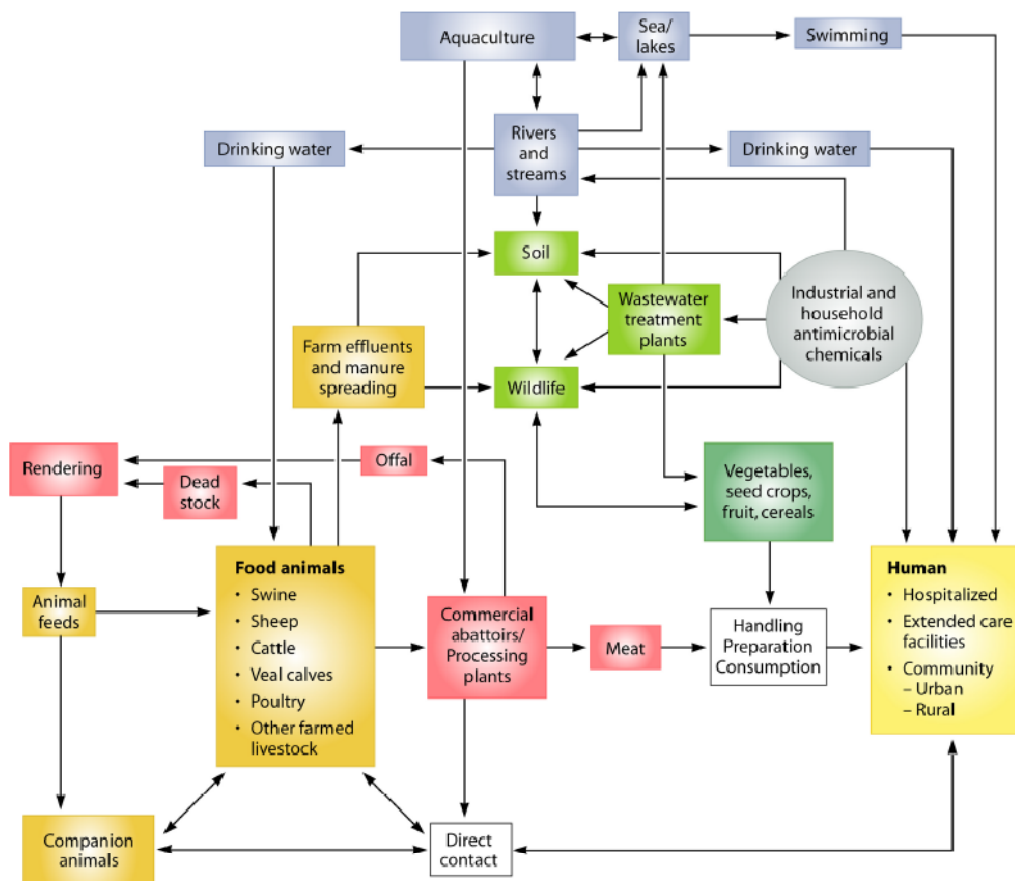 Aquaculture
Sea/
lakes
Swimming
Drinking water
Rivers
and
streams
Drinking water
Soil
Wastewater
treatment
plants
Industrial and
household
antimicrobial
chemicals
Farm effluents
and manure
spreading
Wildlife
Rendering
Offal
Dead
stock
Vegetables,
seed crops,
fruit, cereals
Animal
feeds
Food animals
• Swine
• Sheep
• Cattle
• Veal calves
• Poultry
• Other farmed
livestock
Commercial
abattoirs/
Processing
plants
Meat
Handling
Preparation
Consumption
Human
• Hospitalized
• Extended care
facilities
• Community
– Urban
– Rural
Companion
animals
Direct
contact